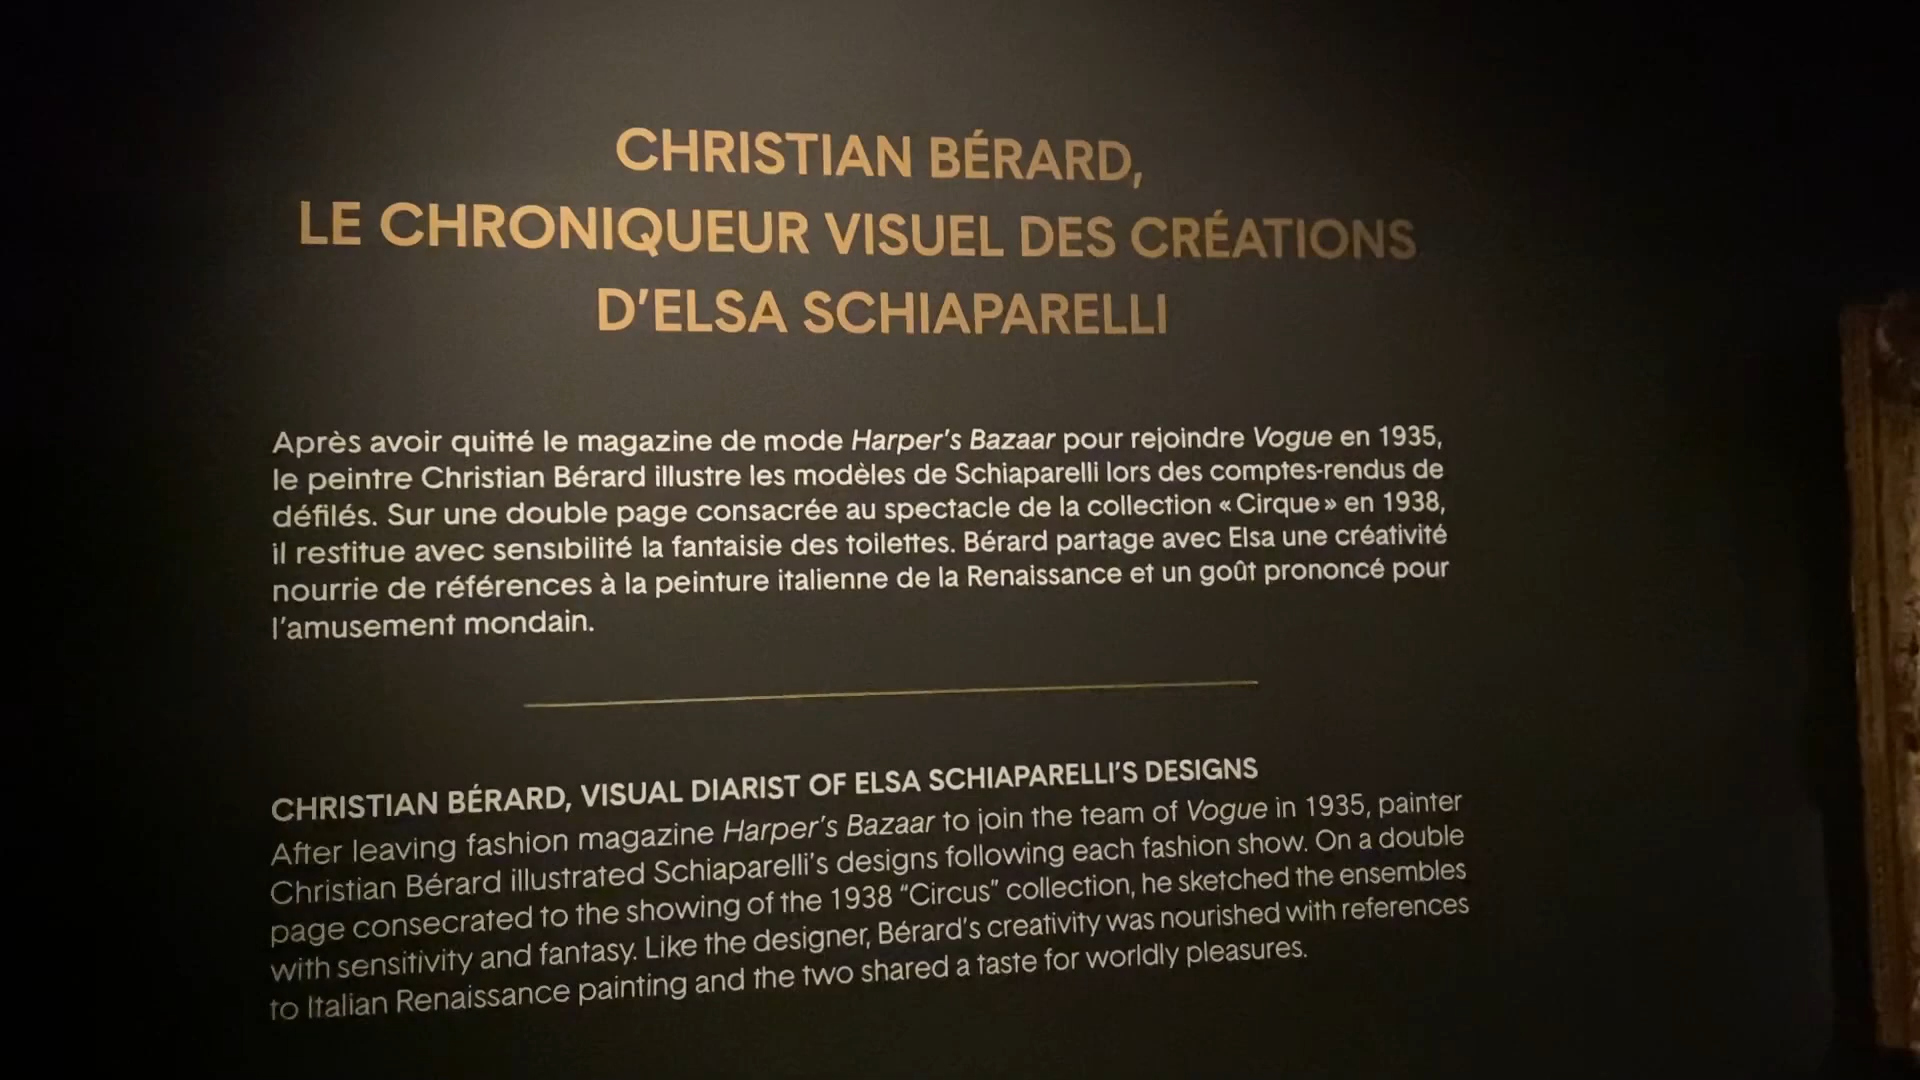 CHRISTIAN BÉRARD,
LE CHRONIQUEUR VISUEL DES CRÉATIONS
D'ELSA SCHIAPARELLI
Après avoir quitté le magazine de mode Harper's Bazaar pour rejoindre Vogue en 1935,
le peintre Christian Bérard illustre les modèles de Schiaparelli lors des comptes-rendus de
défilés. Sur une double page consacrée au spectacle de la collection « Cirque » en 1938,
il restitue avec sensibilité la fantaisie des toilettes. Bérard partage avec Elsa une créativité
nourrie de références à la peinture italienne de la Renaissance et un goût prononcé pour
l'amusement mondain.
CHRISTIAN BÉRARD, VISUAL DIARIST OF ELSA SCHIAPARELLI'S DESIGNS
After leaving fashion magazine Harper's Bazaar to join the team of Vogue in 1935, painter
Christian Bérard illustrated Schiaparelli's designs following each fashion show. On a double
page consecrated to the showing of the 1938 "Circus" collection, he sketched the ensembles
with sensitivity and fantasy. Like the designer, Bérard's creativity was nourished with references
to Italian Renaissance painting and the two shared a taste for worldly pleasures.